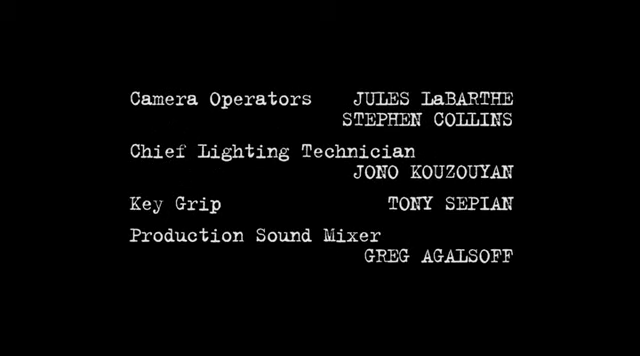 Camera Operators JULES LaBARTHE
STEPHEN COLLINS
Chief Lighting Technician
JONO KOUZOUYAN
Key Grip TONY SEPIAN
Production Sound Mixer
GREG AGALSOFF